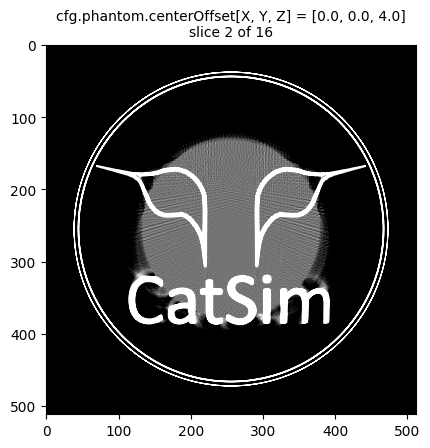 cfg.phantom.centerOffset[X, Y, Z] = [0.0, 0.0, 4.0]
slice 2 of 16
0
100
200
300
400
500
CatSim
0 100 200 300 400 500